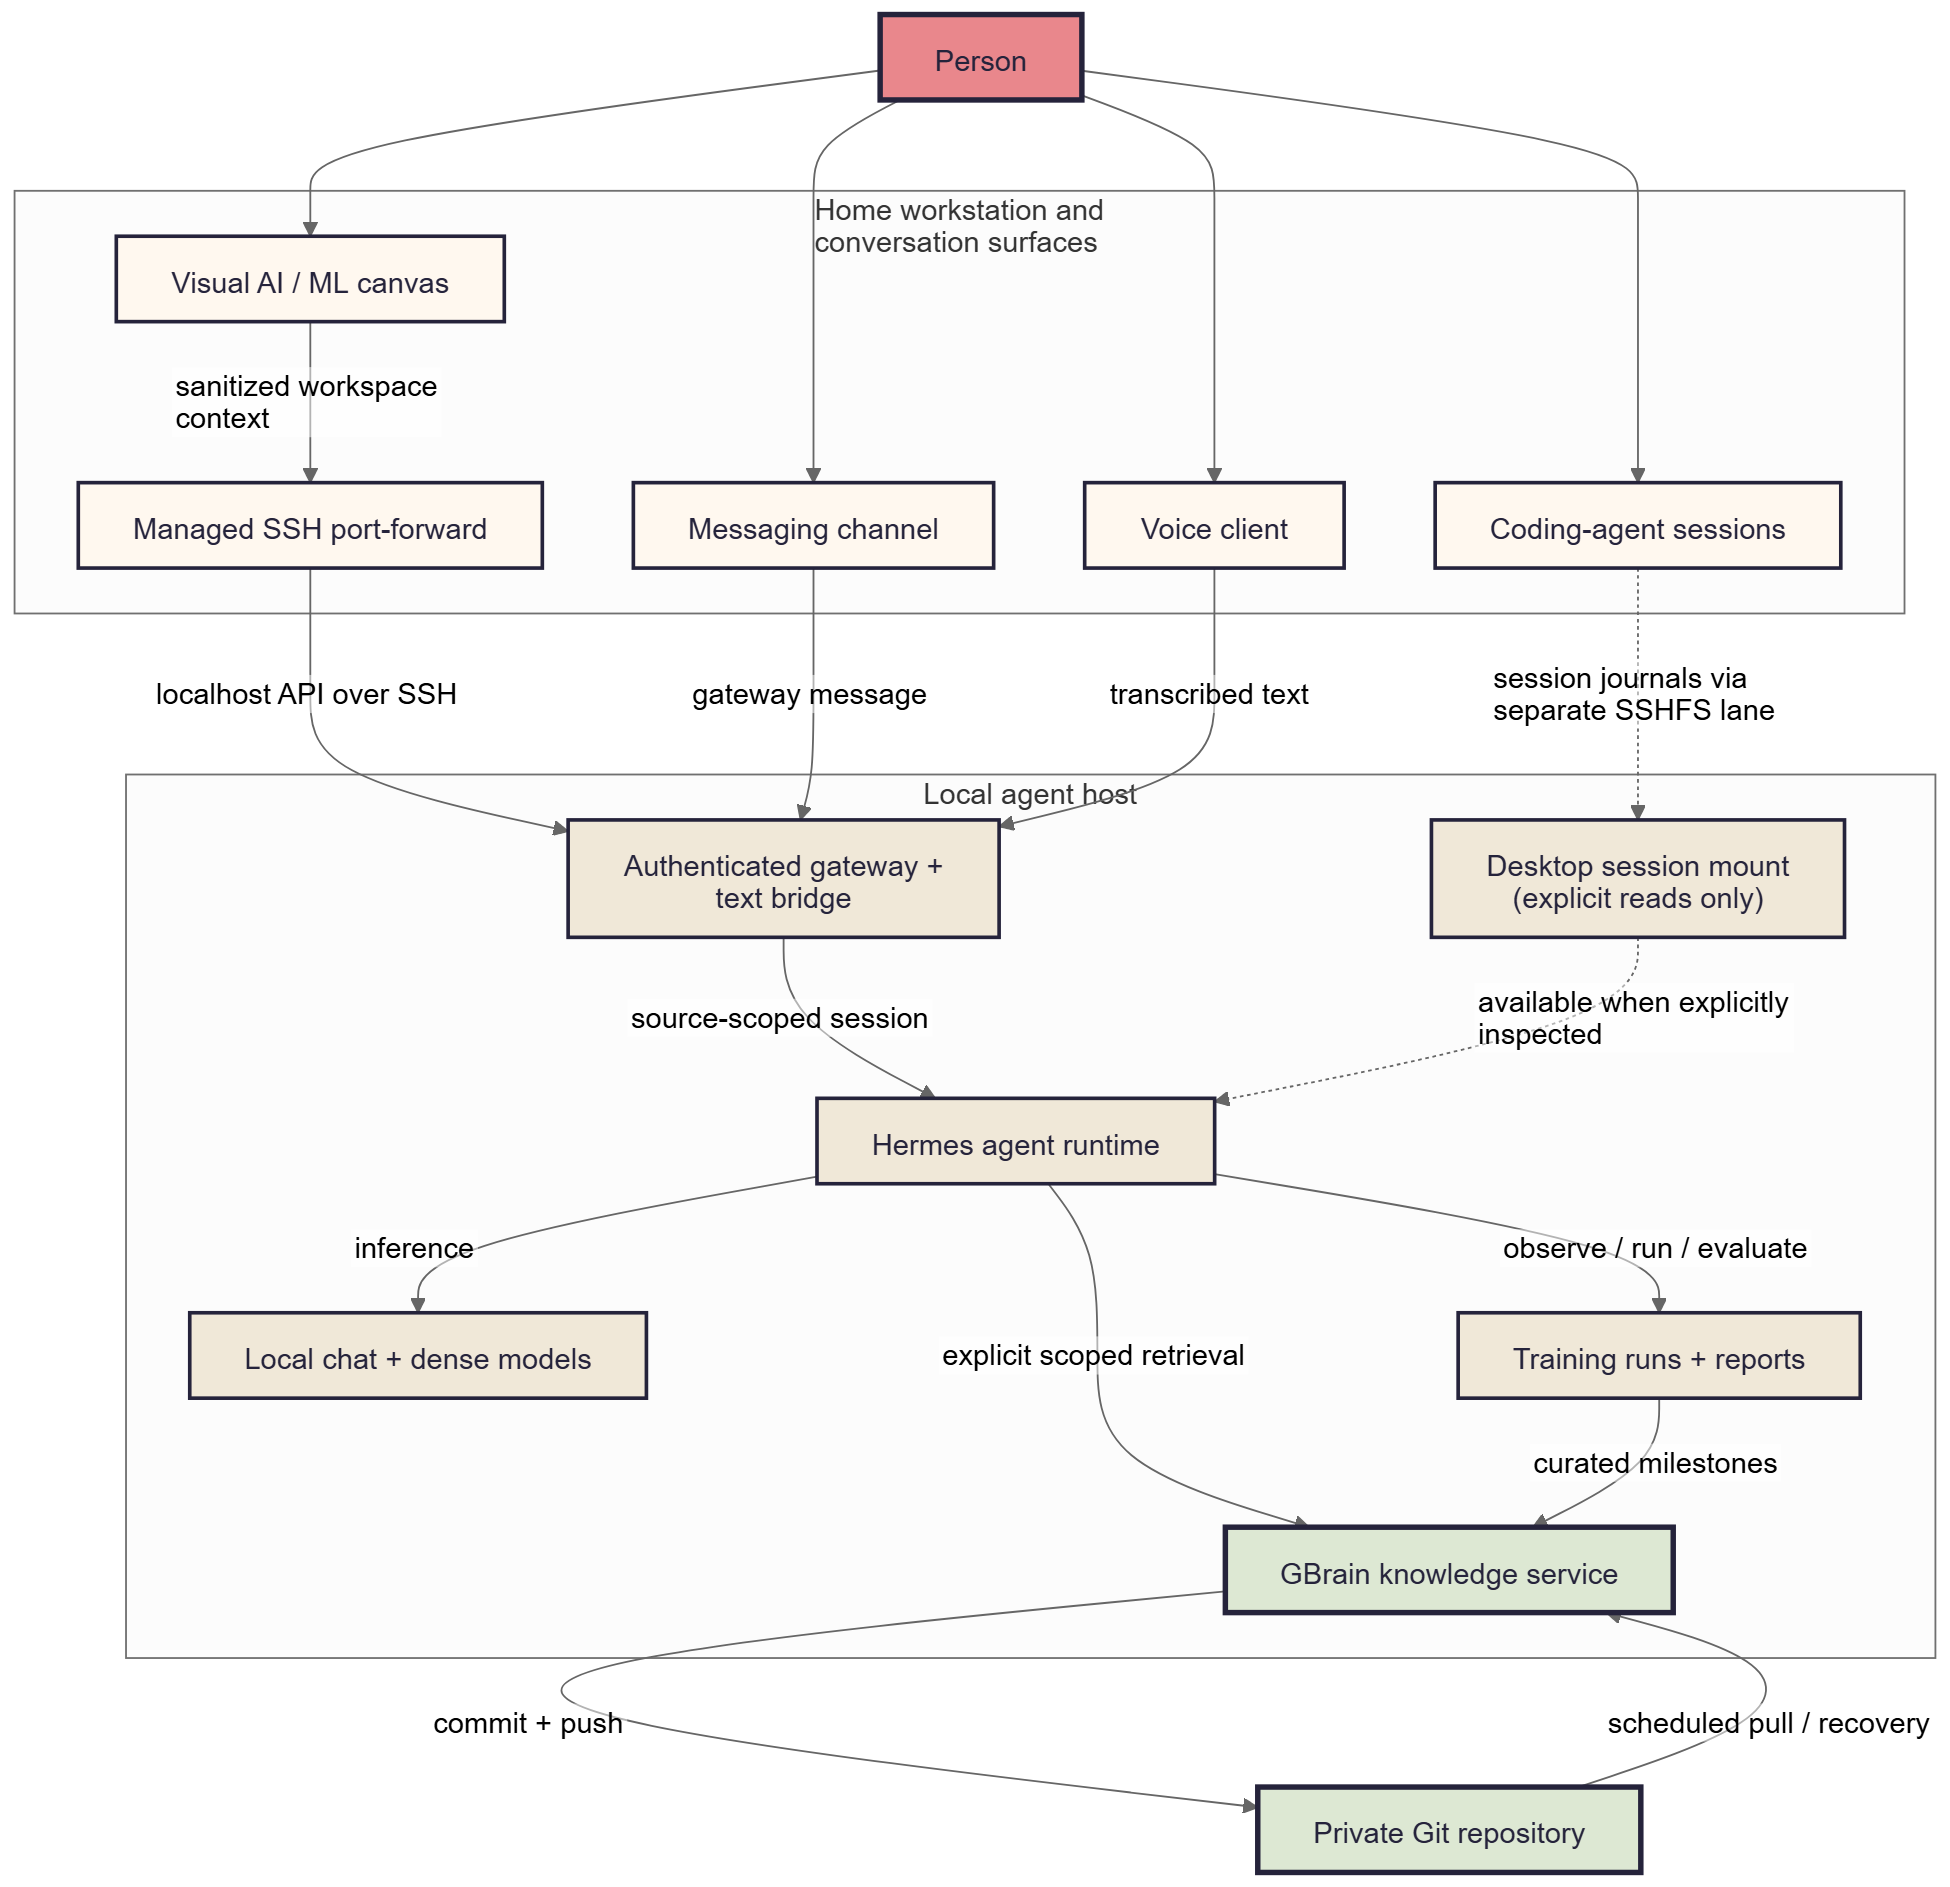 Person
Home workstation and
conversation surfaces
Visual AI / ML canvas
sanitized workspace
context
Managed SSH port-forward
Messaging channel
Voice client
Coding-agent sessions
localhost API over SSH
gateway message
transcribed text
session journals via
separate SSHFS lane
Local agent host
Authenticated gateway +
text bridge
Desktop session mount
(explicit reads only)
source-scoped session
available when explicitly
inspected
Hermes agent runtime
inference
observe / run / evaluate
Local chat + dense models
explicit scoped retrieval
Training runs + reports
curated milestones
GBrain knowledge service
commit + push
scheduled pull / recovery
Private Git repository